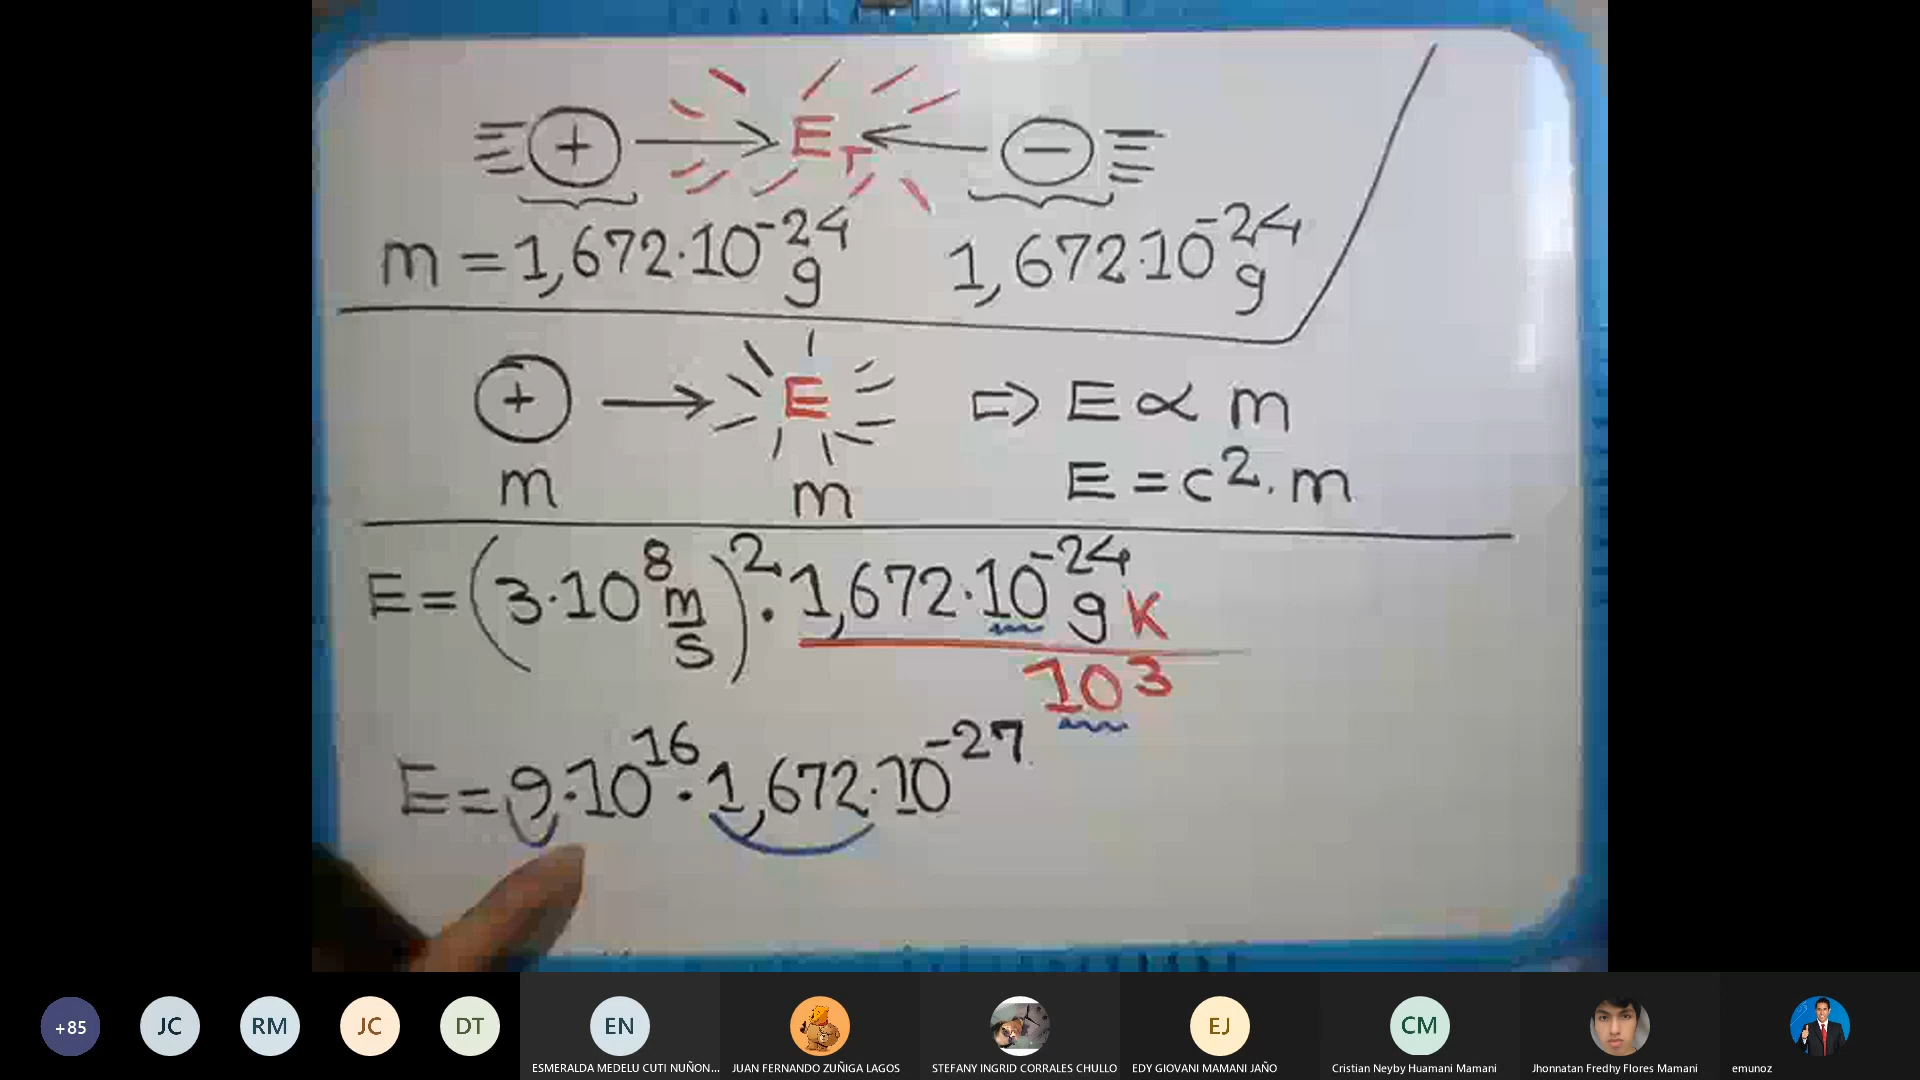 + E_T −
m = 1,672·10^-24 g 1,672·10^-24 g
+ → E ⇨ E ∝ m
m m E = c^2·m
E = (3·10^8 m/s)^2 · 1,672·10^-24 g K
10^3
E = 9·10^16 · 1,672·10^-27
+85 JC RM JC DT EN EJ CM
ESMERALDA MEDELU CUTI NUÑON... JUAN FERNANDO ZUÑIGA LAGOS STEFANY INGRID CORRALES CHULLO EDY GIOVANI MAMANI JAÑO Cristian Neyby Huamani Mamani Jhonnatan Fredhy Flores Mamani emunoz